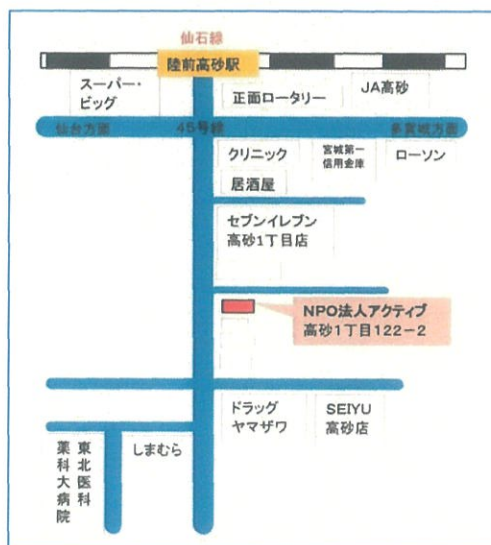 仙石線
陸前高砂駅
スーパー・
ビッグ
正面ロータリー
JA高砂
仙台方面
45号線
多賀城方面
クリニック
宮城第一
信用金庫
ローソン
居酒屋
セブンイレブン
高砂1丁目店
NPO法人アクティブ
高砂1丁目122-2
ドラッグ
ヤマザワ
SEIYU
高砂店
東北医科
薬科大病院
しまむら